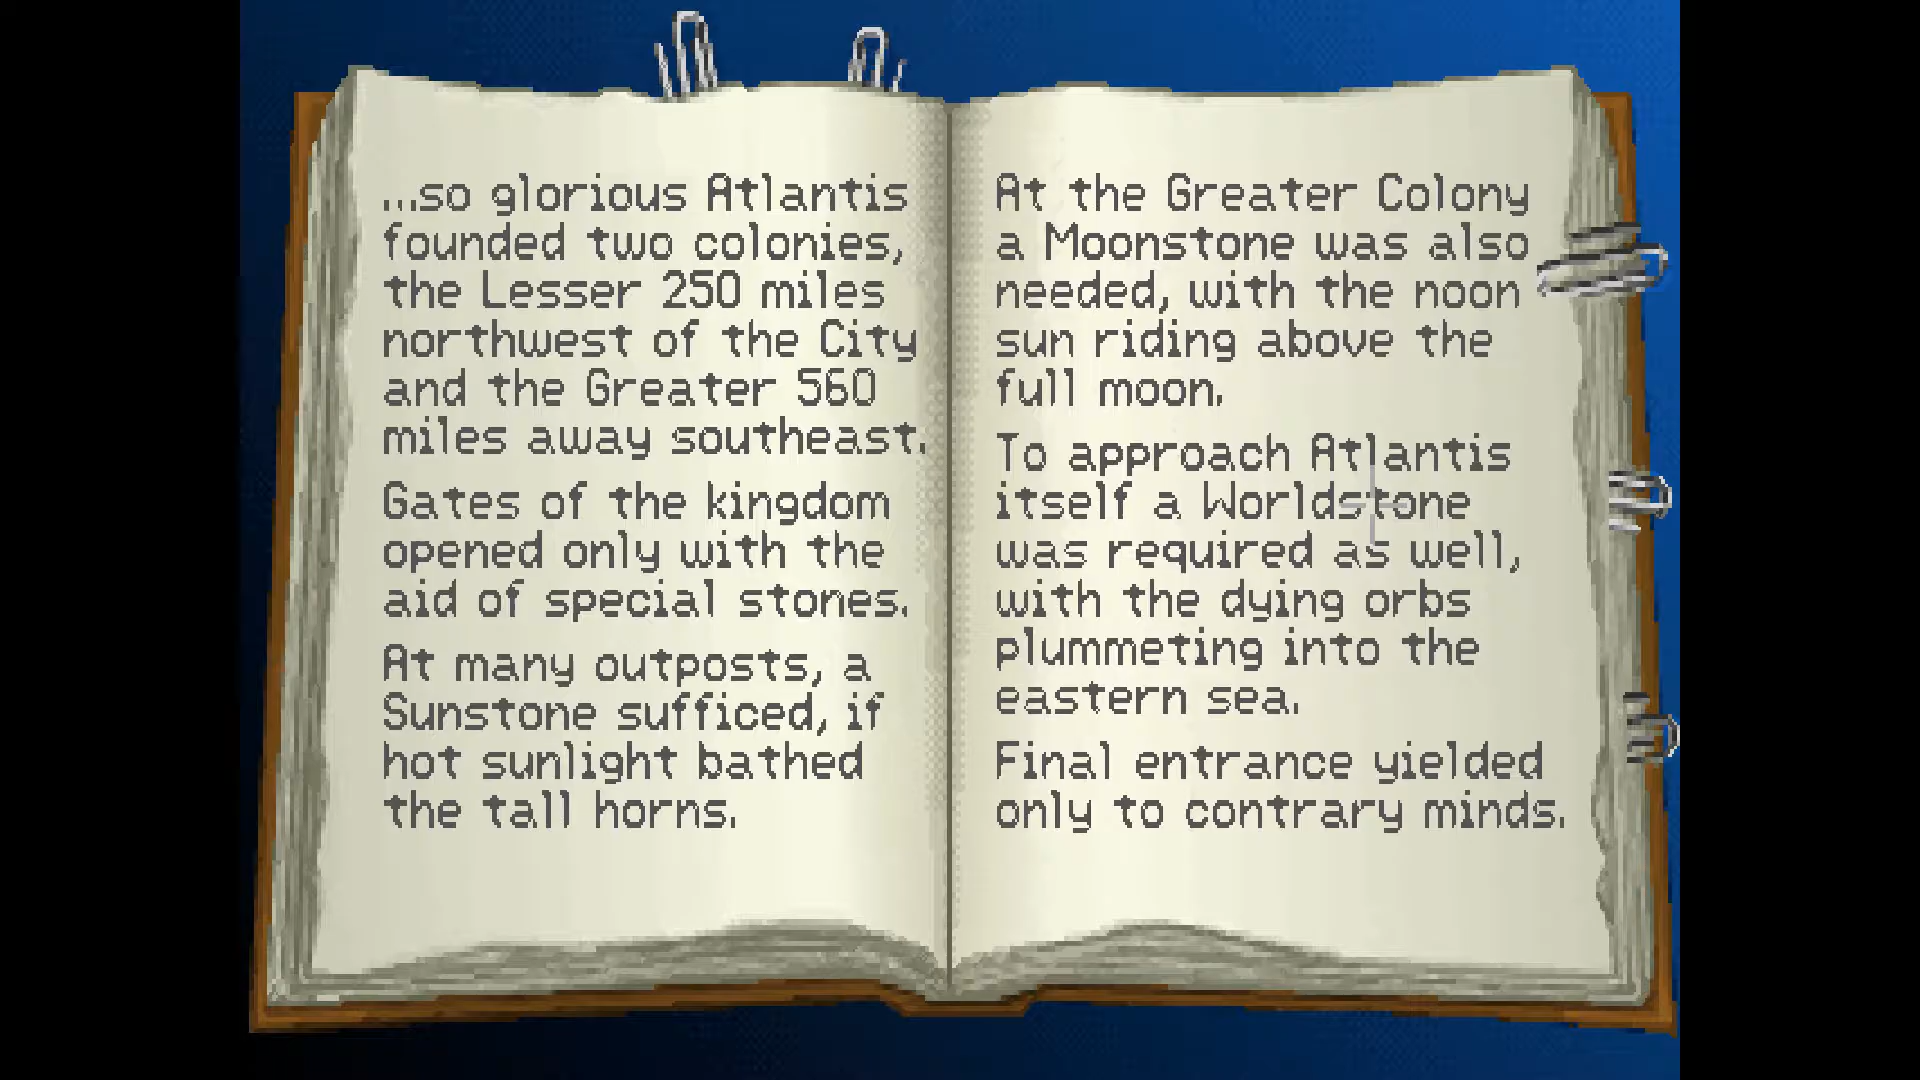 ...so glorious Atlantis
founded two colonies,
the Lesser 250 miles
northwest of the City
and the Greater 560
miles away southeast.
Gates of the kingdom
opened only with the
aid of special stones.
At many outposts, a
Sunstone sufficed, if
hot sunlight bathed
the tall horns.
At the Greater Colony
a Moonstone was also
needed, with the noon
sun riding above the
full moon.
To approach Atlantis
itself a Worldstone
was required as well,
with the dying orbs
plummeting into the
eastern sea.
Final entrance yielded
only to contrary minds.